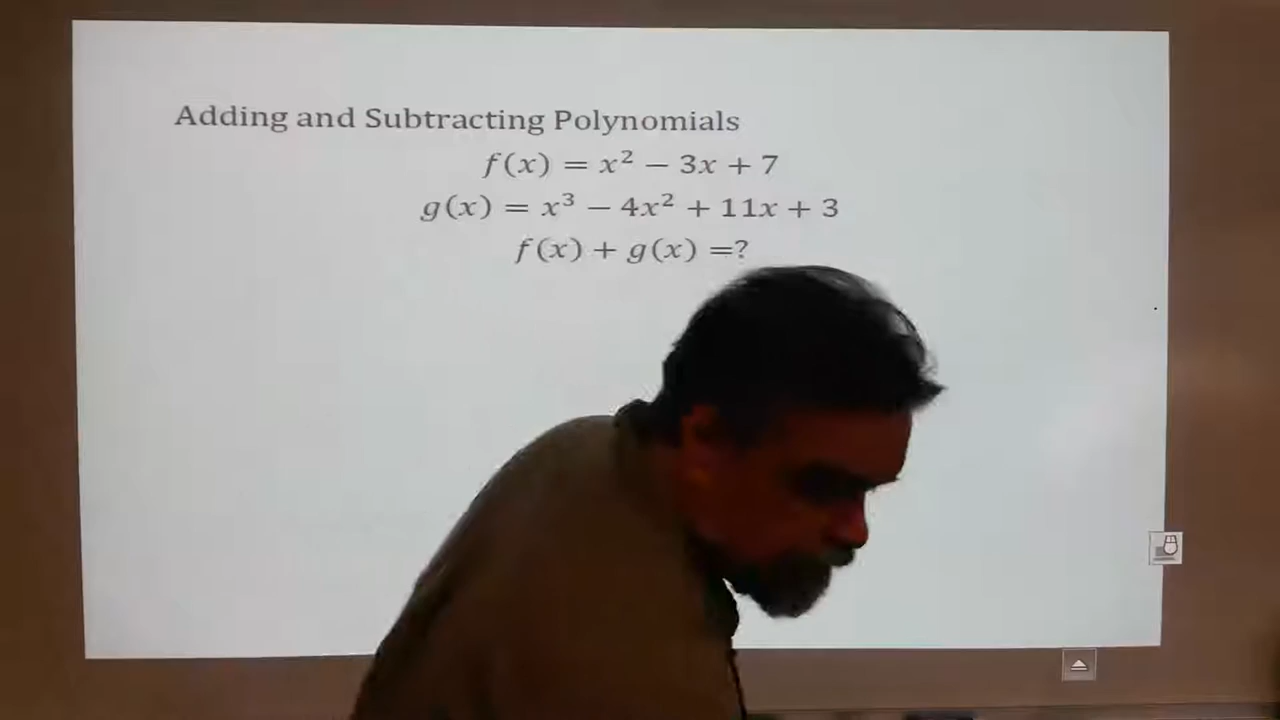 Adding and Subtracting Polynomials
f(x) = x² − 3x + 7
g(x) = x³ − 4x² + 11x + 3
f(x) + g(x) =?